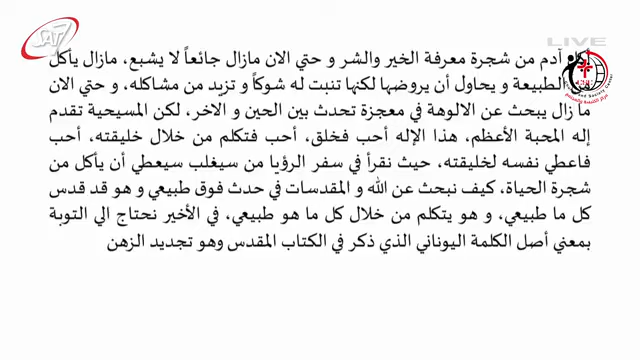 SAT7
LIVE
أكل آدم من شجرة معرفة الخير والشر و حتي الان مازال جائعاً لا يشبع، مازال يأكل
الطبيعة و يحاول أن يروضها لكنها تنبت له شوكاً و تزيد من مشاكله، و حتي الان
ما زال يبحث عن الالوهة في معجزة تحدث بين الحين و الاخر، لكن المسيحية تقدم
إله المحبة الأعظم، هذا الإله أحب فخلق، أحب فتكلم من خلال خليقته، أحب
فاعطي نفسه لخليقته، حيث نقرأ في سفر الرؤيا من سيغلب سيعطي أن يأكل من
شجرة الحياة، كيف نبحث عن الله و المقدسات في حدث فوق طبيعي و هو قد قدس
كل ما طبيعي، و هو يتكلم من خلال كل ما هو طبيعي، في الأخير نحتاج الي التوبة
بمعني أصل الكلمة اليوناني الذي ذكر في الكتاب المقدس وهو تجديد الزهن